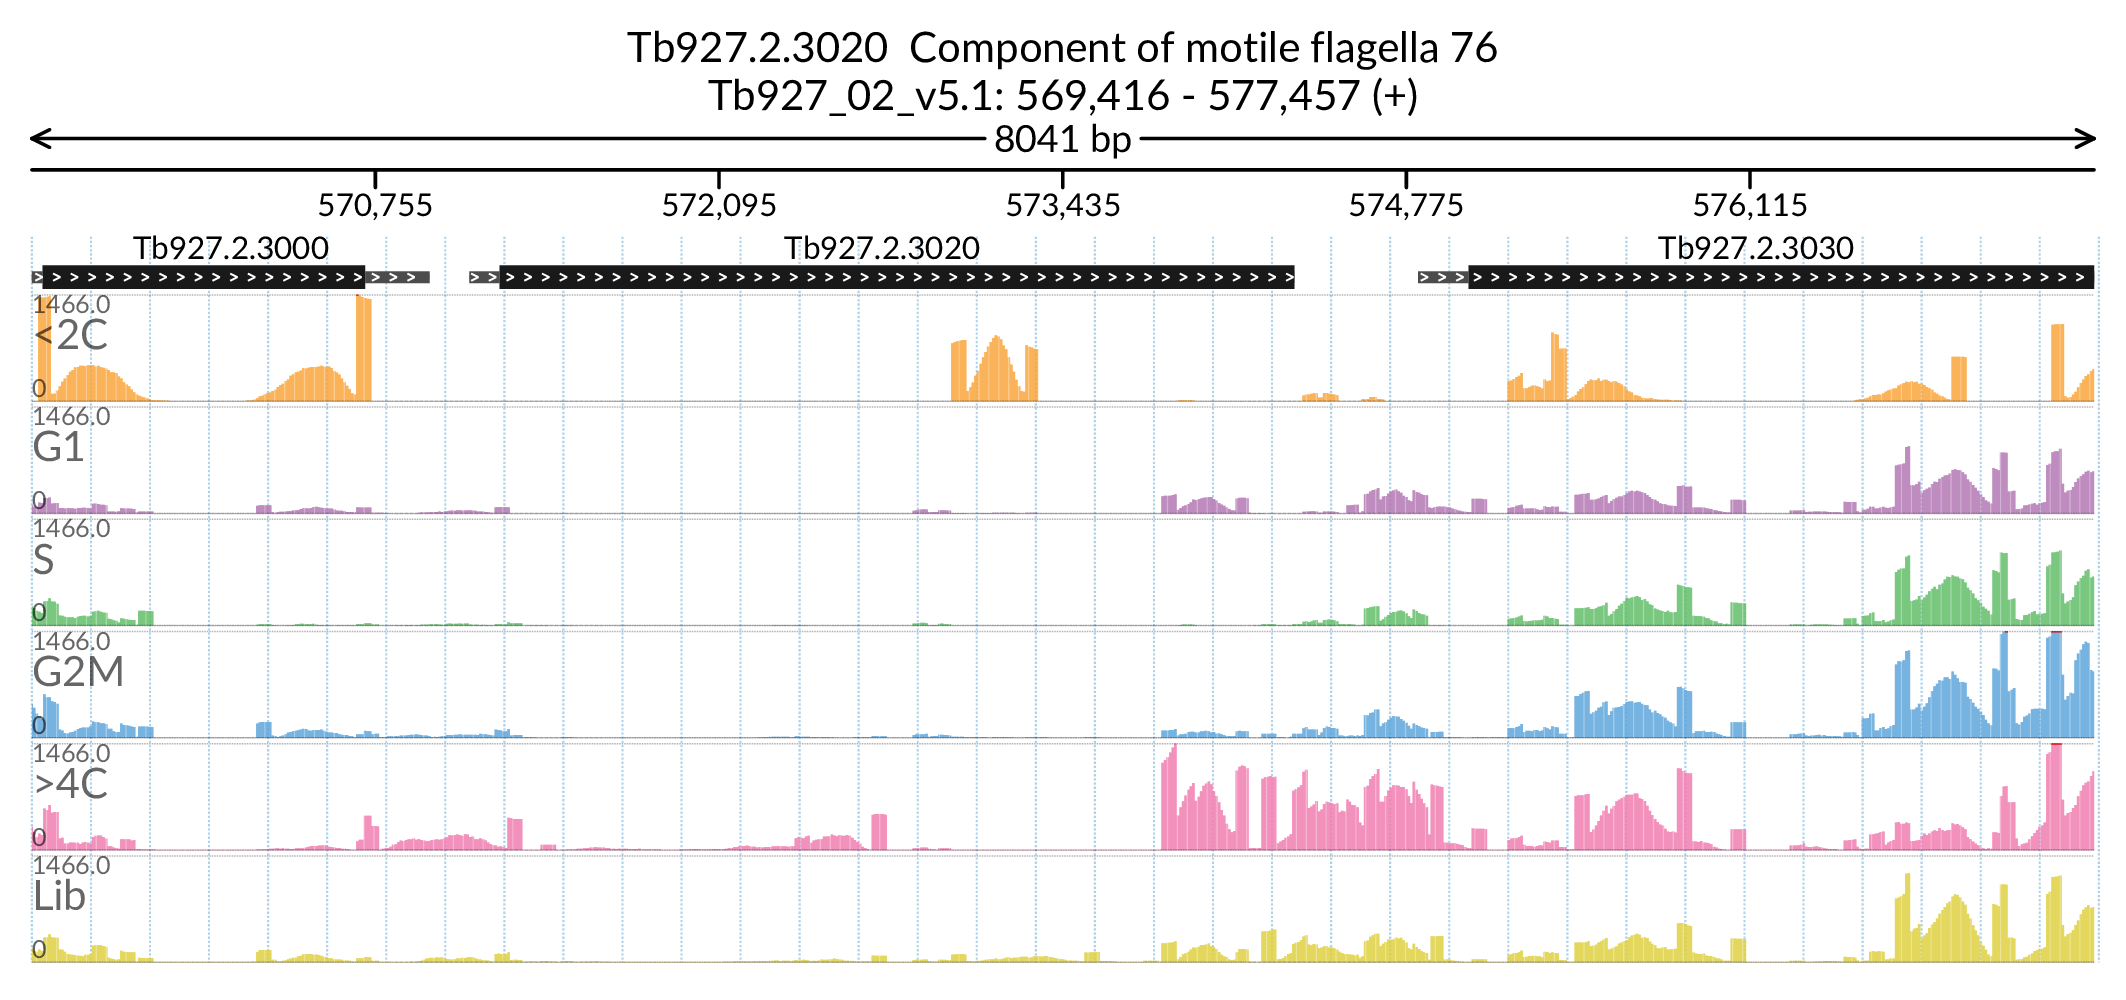 Tb927.2.3020  Component of motile flagella 76
Tb927_02_v5.1: 569,416 - 577,457 (+)
8041 bp
570,755 572,095 573,435 574,775 576,115
Tb927.2.3000 Tb927.2.3020 Tb927.2.3030
1466.0
<2C
0
1466.0
G1
0
1466.0
S
0
1466.0
G2M
0
1466.0
>4C
0
1466.0
Lib
0